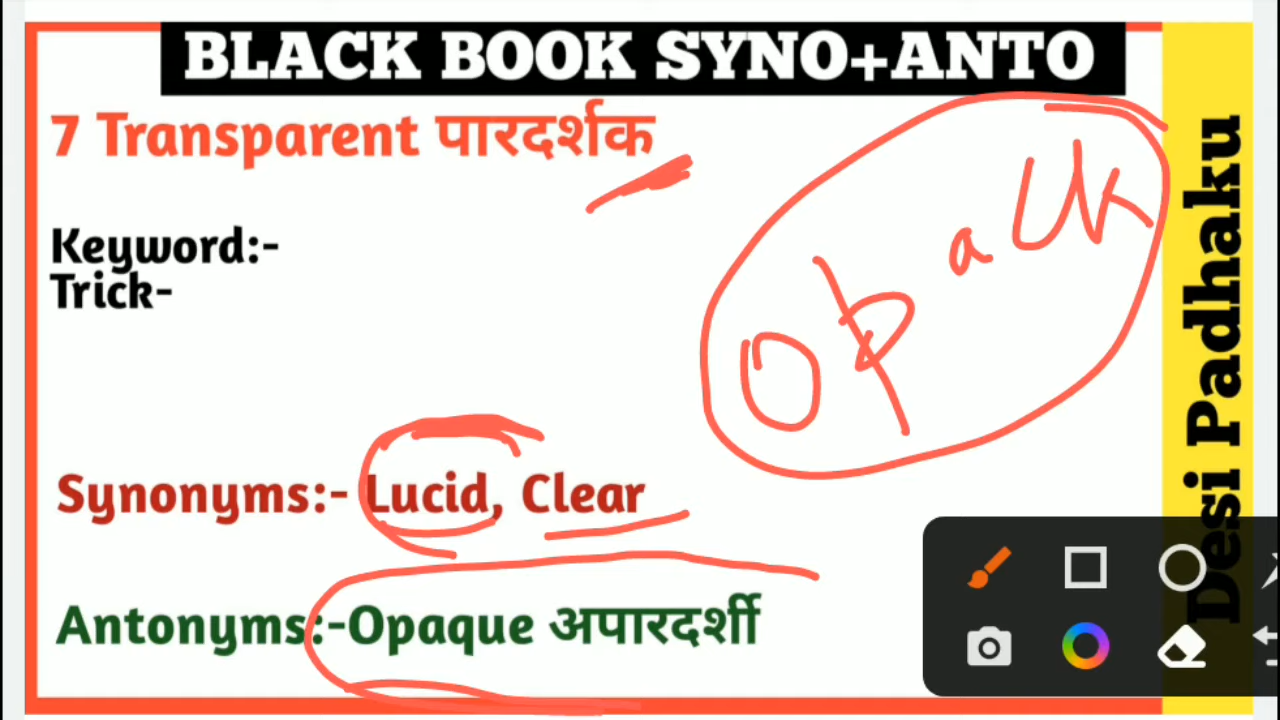 BLACK BOOK SYNO+ANTO
7 Transparent पारदर्शक
Keyword:-
Trick-
Synonyms:- Lucid, Clear
Antonyms:-Opaque अपारदर्शी
Desi Padhaku